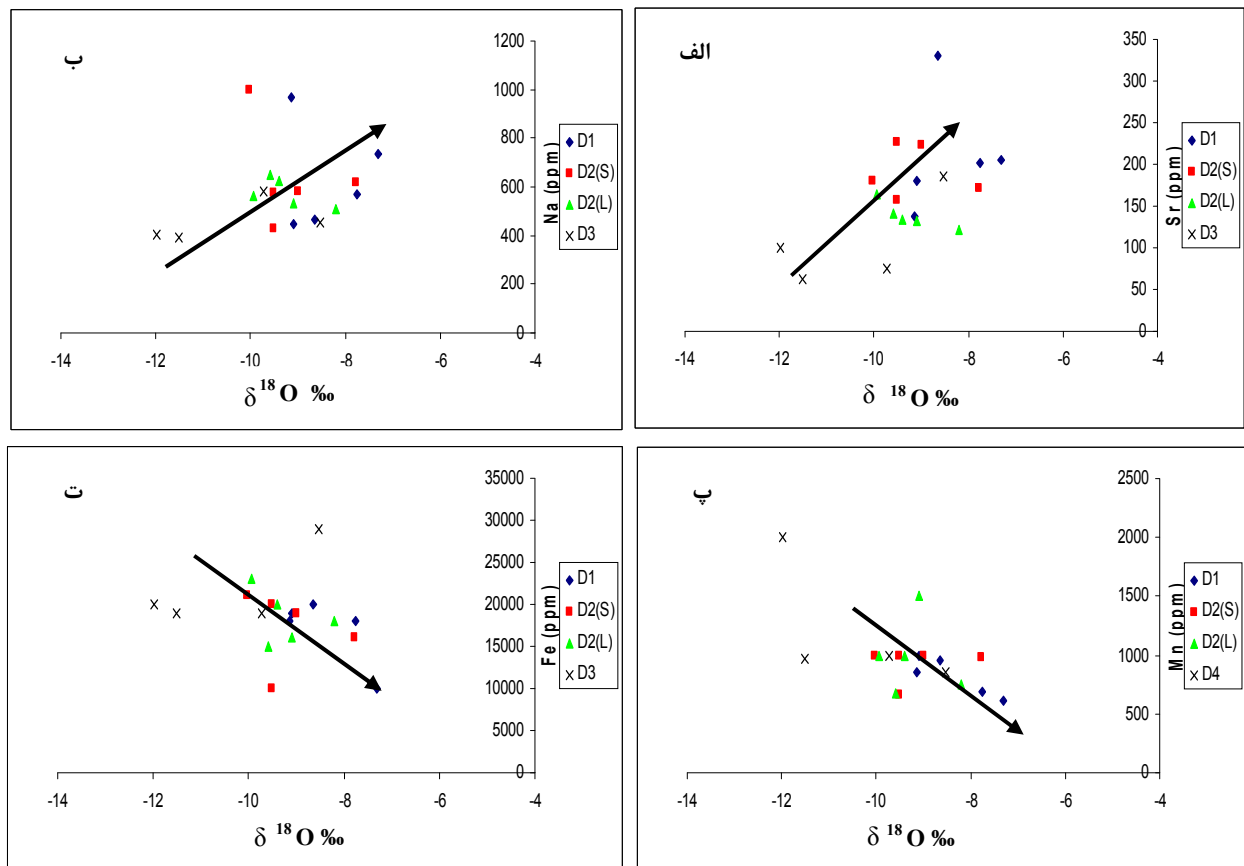 الف
350
300
250
200
150
100
50
0
Sr (ppm)
-14 -12 -10 -8 -6 -4
δ ¹⁸O ‰
D1
D2(S)
D2(L)
D3
ب
1200
1000
800
600
400
200
0
Na (ppm)
-14 -12 -10 -8 -6 -4
δ ¹⁸O ‰
D1
D2(S)
D2(L)
D3
پ
2500
2000
1500
1000
500
0
Mn (ppm)
-14 -12 -10 -8 -6 -4
δ ¹⁸O ‰
D1
D2(S)
D2(L)
D4
ت
35000
30000
25000
20000
15000
10000
5000
0
Fe (ppm)
-14 -12 -10 -8 -6 -4
δ ¹⁸O ‰
D1
D2(S)
D2(L)
D3